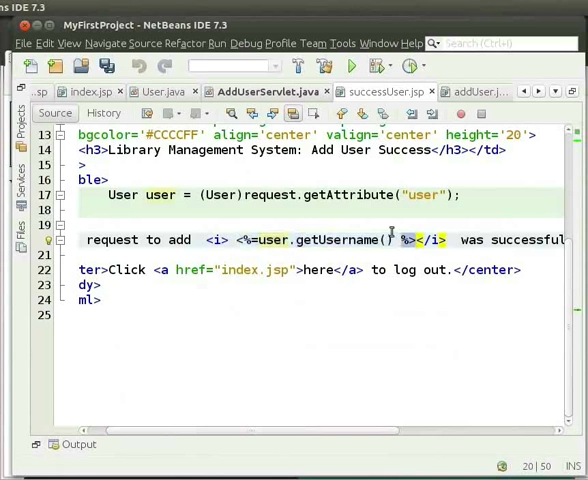 ns IDE 7.3
MyFirstProject - NetBeans IDE 7.3
File Edit View Navigate Source Refactor Run Debug Profile Team Tools Window Help
Search (Ctrl+I)
...sp index.jsp User.java AddUserServlet.java successUser.jsp addUser.j...
Source History
Projects
Services
Files
13 bgcolor='#CCCCFF' align='center' valign='center' height='20'>
14 <h3>Library Management System: Add User Success</h3></td>
15 >
16 ble>
17 User user = (User)request.getAttribute("user");
18
19
20 request to add <i> <%=user.getUsername() %></i> was successful
21
22 ter>Click <a href="index.jsp">here</a> to log out.</center>
23 dy>
24 ml>
25
Output
20|50 INS